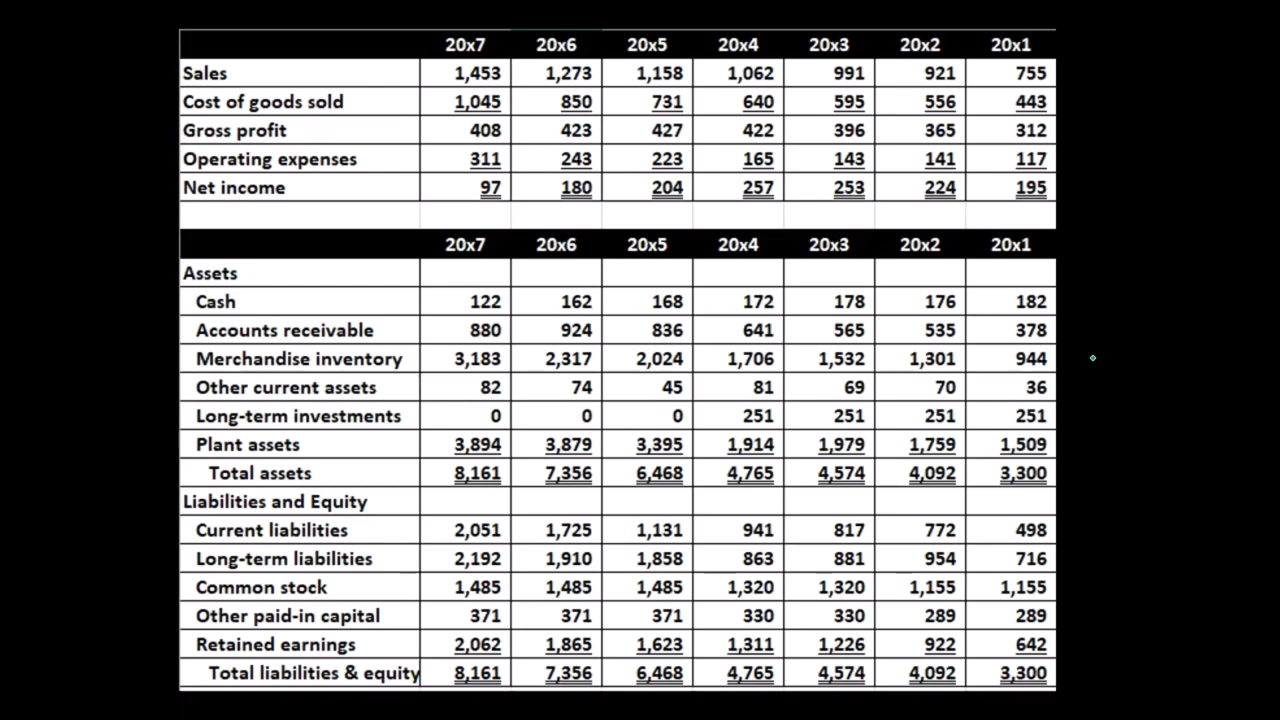 20x7 20x6 20x5 20x4 20x3 20x2 20x1
Sales 1,453 1,273 1,158 1,062 991 921 755
Cost of goods sold 1,045 850 731 640 595 556 443
Gross profit 408 423 427 422 396 365 312
Operating expenses 311 243 223 165 143 141 117
Net income 97 180 204 257 253 224 195
20x7 20x6 20x5 20x4 20x3 20x2 20x1
Assets
Cash 122 162 168 172 178 176 182
Accounts receivable 880 924 836 641 565 535 378
Merchandise inventory 3,183 2,317 2,024 1,706 1,532 1,301 944
Other current assets 82 74 45 81 69 70 36
Long-term investments 0 0 0 251 251 251 251
Plant assets 3,894 3,879 3,395 1,914 1,979 1,759 1,509
Total assets 8,161 7,356 6,468 4,765 4,574 4,092 3,300
Liabilities and Equity
Current liabilities 2,051 1,725 1,131 941 817 772 498
Long-term liabilities 2,192 1,910 1,858 863 881 954 716
Common stock 1,485 1,485 1,485 1,320 1,320 1,155 1,155
Other paid-in capital 371 371 371 330 330 289 289
Retained earnings 2,062 1,865 1,623 1,311 1,226 922 642
Total liabilities & equity 8,161 7,356 6,468 4,765 4,574 4,092 3,300